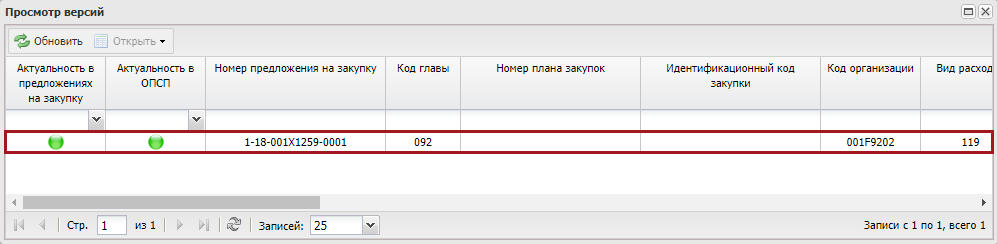 Просмотр версий
Обновить Открыть
Актуальность в предложениях на закупку
Актуальность в ОПСП
Номер предложения на закупку
Код главы
Номер плана закупок
Идентификационный код закупки
Код организации
Вид расход
1-18-001X1259-0001 092 001F9202 119
Стр. 1 из 1 Записей: 25 Записи с 1 по 1, всего 1